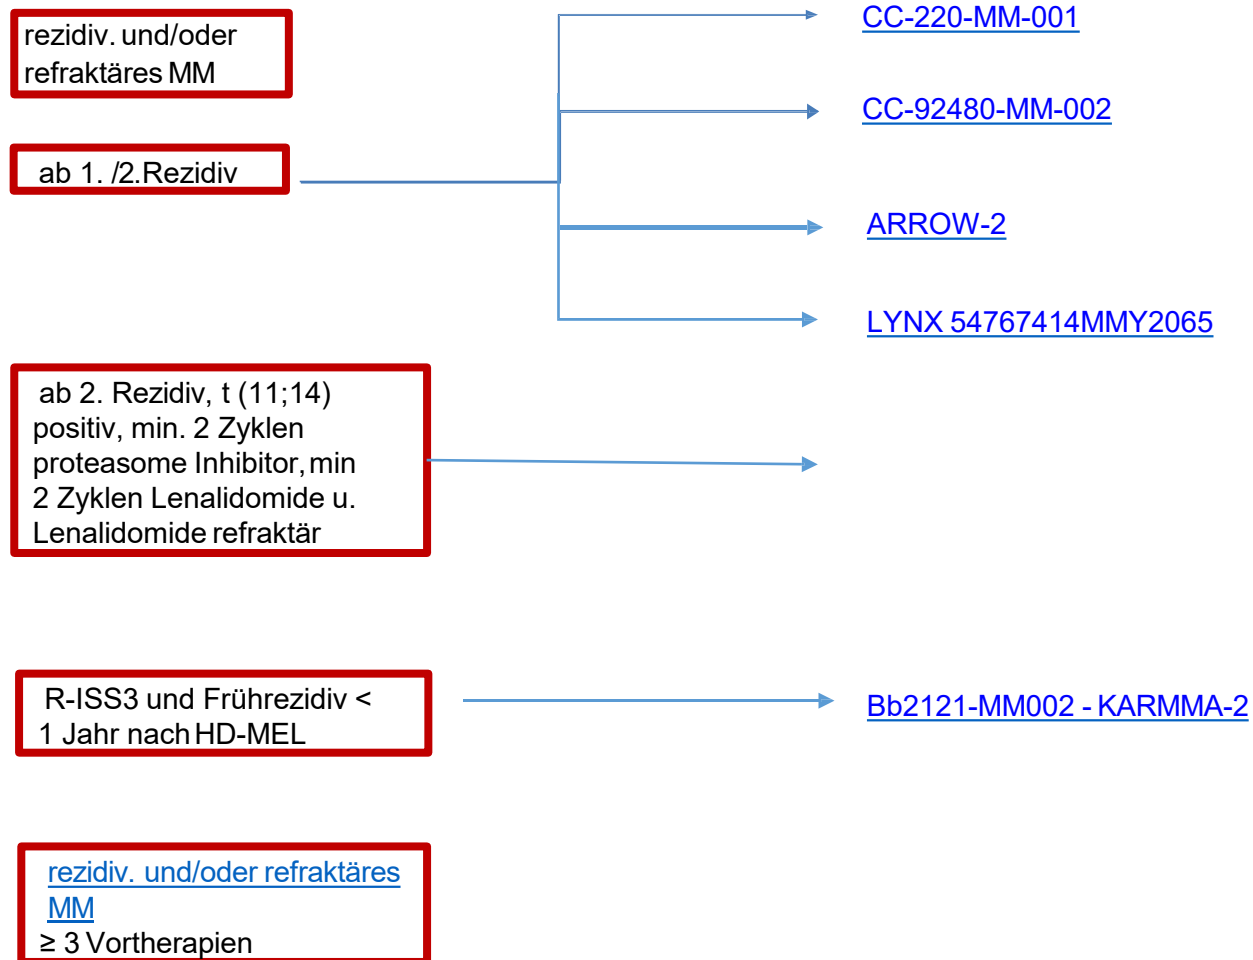 rezidiv. und/oder
refraktäres MM
ab 1. /2.Rezidiv
CC-220-MM-001
CC-92480-MM-002
ARROW-2
LYNX 54767414MMY2065
ab 2. Rezidiv, t (11;14)
positiv, min. 2 Zyklen
proteasome Inhibitor, min
2 Zyklen Lenalidomide u.
Lenalidomide refraktär
R-ISS3 und Frührezidiv <
1 Jahr nach HD-MEL
Bb2121-MM002 - KARMMA-2
rezidiv. und/oder refraktäres
MM
≥ 3 Vortherapien